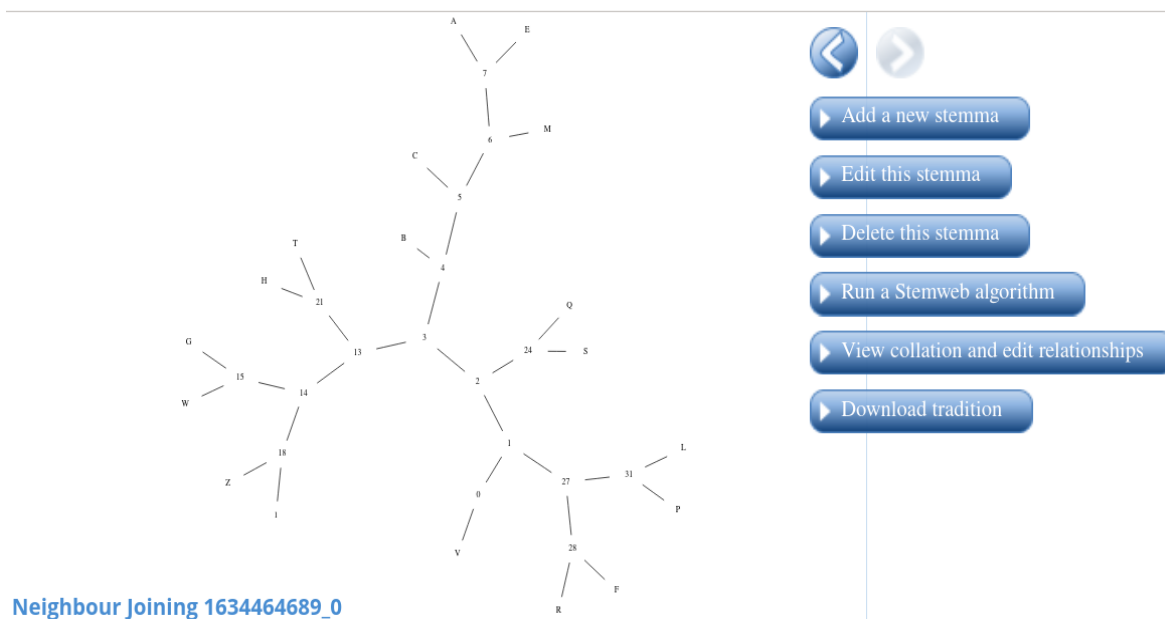 A
E
7
Add a new stemma
M
6
C
Edit this stemma
5
B
Delete this stemma
T
4
H
Run a Stemweb algorithm
21
Q
3
G
13
24
S
View collation and edit relationships
15
2
14
W
Download tradition
1
L
18
31
Z
27
0
P
I
28
V
F
R
Neighbour Joining 1634464689_0